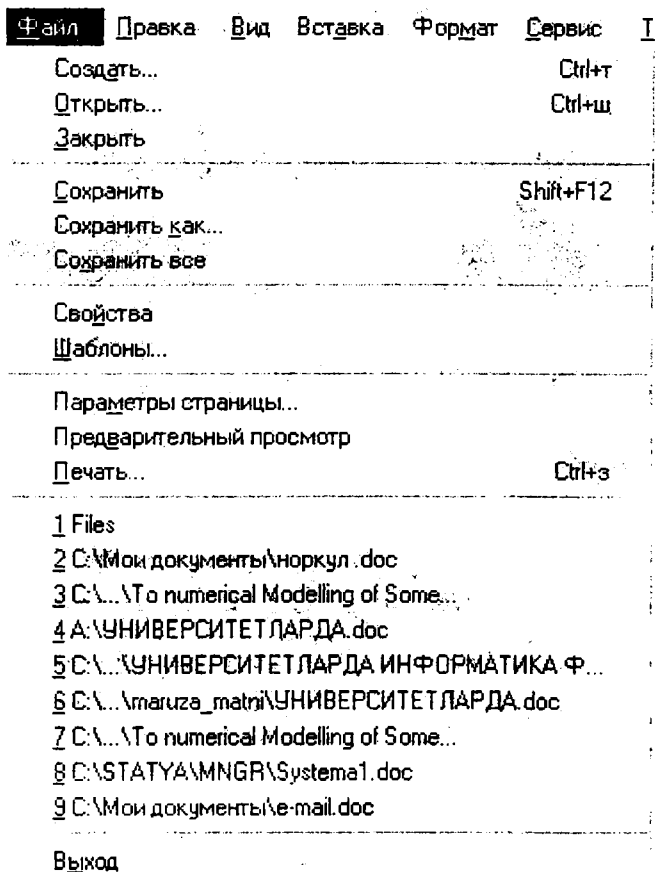 Файл Правка Вид Вставка Формат Сервис Т
Создать... Ctrl+т
Открыть... Ctrl+щ
Закрыть
Сохранить Shift+F12
Сохранить как...
Сохранить все
Свойства
Шаблоны...
Параметры страницы...
Предварительный просмотр
Печать... Ctrl+з
1 Files
2 C:\Мои документы\норкул .doc
3 C:\...\To numerical Modelling of Some...
4 A:\УНИВЕРСИТЕТЛАРДА.doc
5 C:\...\УНИВЕРСИТЕТЛАРДА ИНФОРМАТИКА Ф...
6 C:\...\maruza_matni\УНИВЕРСИТЕТЛАРДА.doc
7 C:\...\To numerical Modelling of Some...
8 C:\STATYA\MNGR\Systema1.doc
9 C:\Мои документы\e-mail.doc
Выход